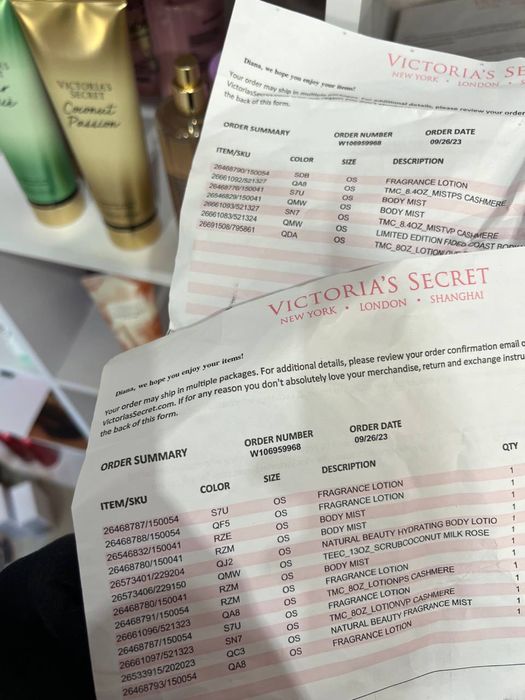 VICTORIA'S
SECRET
Coconut
Passion
VICTORIA'S SE
NEW YORK • LONDON •
Diana, we hope you enjoy your items!
Your order may ship in multiple
the back of this form.
ORDER SUMMARY
ORDER NUMBER
W106959968
ORDER DATE
09/26/23
ITEM/SKU COLOR SIZE DESCRIPTION
26468790/150054 SDB OS FRAGRANCE LOTION
26661092/521327 QA8 OS TMC_8.4OZ_MISTPS CASHMERE
26468776/150041 S7U OS BODY MIST
26546829/150041 QMW OS BODY MIST
26661093/521327 SN7 OS TMC_8.4OZ_MISTVP CASHMERE
26661083/521324 QMW OS LIMITED EDITION FADED COAST
26691508/795861 QDA OS TMC_8OZ_LOTION
VICTORIA'S SECRET
NEW YORK • LONDON • SHANGHAI
Diana, we hope you enjoy your items!
Your order may ship in multiple packages. For additional details, please review your order confirmation email
VictoriasSecret.com. If for any reason you don't absolutely love your merchandise, return and exchange instru
the back of this form.
ORDER SUMMARY
ORDER NUMBER
W106959968
ORDER DATE
09/26/23
ITEM/SKU COLOR SIZE DESCRIPTION QTY
26468787/150054 S7U OS FRAGRANCE LOTION 1
26468788/150054 QF5 OS FRAGRANCE LOTION 1
26546832/150041 RZE OS BODY MIST 1
26468780/150041 RZM OS BODY MIST 1
26573401/229204 QJ2 OS NATURAL BEAUTY HYDRATING BODY LOTIO 1
26573406/229150 QMW OS TEEC_13OZ_SCRUBCOCONUT MILK ROSE 1
26468780/150041 RZM OS BODY MIST 1
26468791/150054 RZM OS FRAGRANCE LOTION 1
26661096/521323 QA8 OS TMC_8OZ_LOTIONPS CASHMERE 1
26468787/150054 S7U OS FRAGRANCE LOTION 1
26661097/521323 SN7 OS TMC_8OZ_LOTIONVP CASHMERE 1
26533915/202023 QC3 OS NATURAL BEAUTY FRAGRANCE MIST 1
26468793/150054 QA8 OS FRAGRANCE LOTION 1